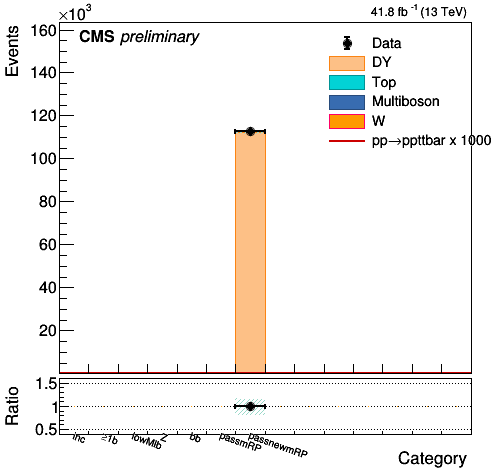 ×10³
41.8 fb⁻¹ (13 TeV)
Events
160
140
120
100
80
60
40
20
CMS preliminary
Data
DY
Top
Multiboson
W
pp→ppttbar x 1000
Ratio
1.5
1
0.5
inc
≥1b
lowMlb
Z
bb
passmRP
passnewmRP
Category